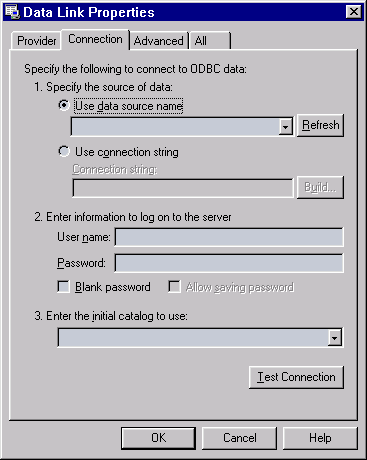 Data Link Properties
Provider Connection Advanced All
Specify the following to connect to ODBC data:
1. Specify the source of data:
Use data source name
Refresh
Use connection string
Connection string:
Build...
2. Enter information to log on to the server
User name:
Password:
Blank password Allow saving password
3. Enter the initial catalog to use:
Test Connection
OK Cancel Help